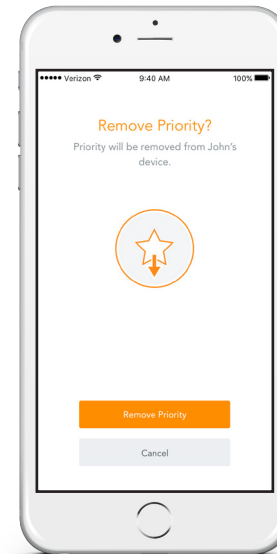 Verizon 9:40 AM 100%
Remove Priority?
Priority will be removed from John's
device.
Remove Priority
Cancel